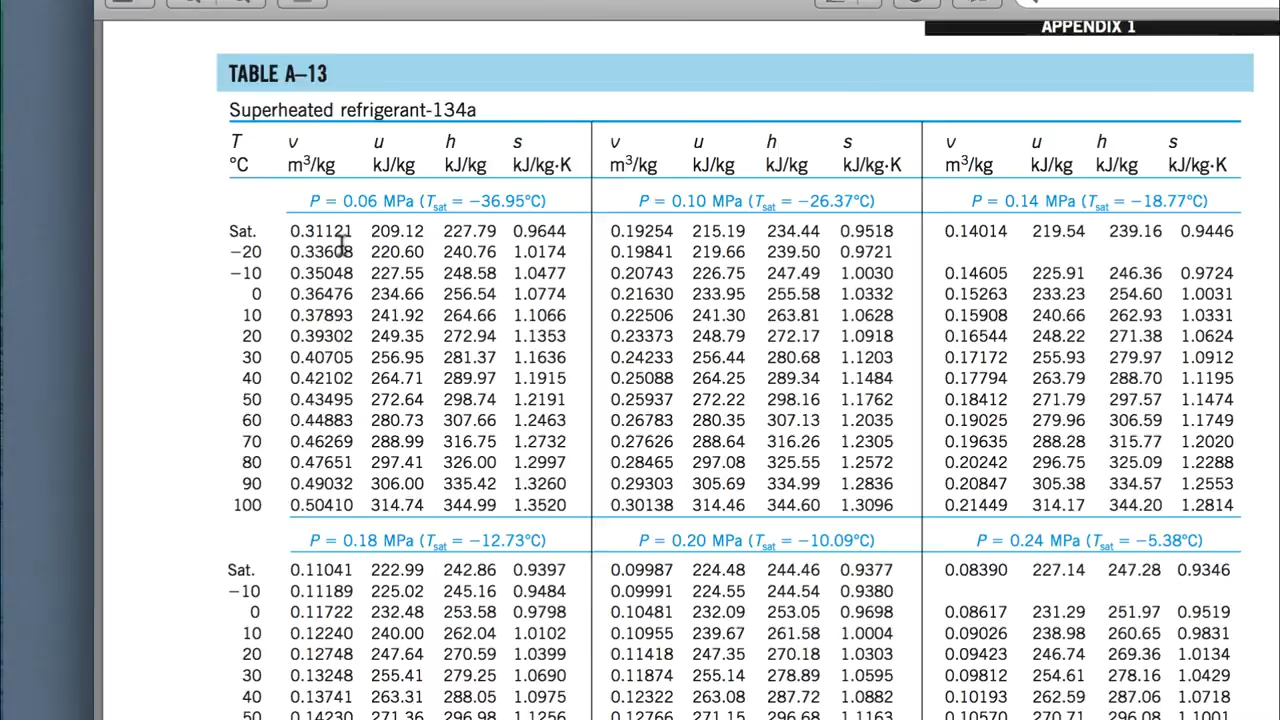 APPENDIX 1
TABLE A–13
Superheated refrigerant-134a
T v u h s v u h s v u h s
°C m³/kg kJ/kg kJ/kg kJ/kg·K m³/kg kJ/kg kJ/kg kJ/kg·K m³/kg kJ/kg kJ/kg kJ/kg·K
P = 0.06 MPa (Tsat = −36.95°C) P = 0.10 MPa (Tsat = −26.37°C) P = 0.14 MPa (Tsat = −18.77°C)
Sat. 0.31121 209.12 227.79 0.9644 0.19254 215.19 234.44 0.9518 0.14014 219.54 239.16 0.9446
−20 0.33608 220.60 240.76 1.0174 0.19841 219.66 239.50 0.9721
−10 0.35048 227.55 248.58 1.0477 0.20743 226.75 247.49 1.0030 0.14605 225.91 246.36 0.9724
0 0.36476 234.66 256.54 1.0774 0.21630 233.95 255.58 1.0332 0.15263 233.23 254.60 1.0031
10 0.37893 241.92 264.66 1.1066 0.22506 241.30 263.81 1.0628 0.15908 240.66 262.93 1.0331
20 0.39302 249.35 272.94 1.1353 0.23373 248.79 272.17 1.0918 0.16544 248.22 271.38 1.0624
30 0.40705 256.95 281.37 1.1636 0.24233 256.44 280.68 1.1203 0.17172 255.93 279.97 1.0912
40 0.42102 264.71 289.97 1.1915 0.25088 264.25 289.34 1.1484 0.17794 263.79 288.70 1.1195
50 0.43495 272.64 298.74 1.2191 0.25937 272.22 298.16 1.1762 0.18412 271.79 297.57 1.1474
60 0.44883 280.73 307.66 1.2463 0.26783 280.35 307.13 1.2035 0.19025 279.96 306.59 1.1749
70 0.46269 288.99 316.75 1.2732 0.27626 288.64 316.26 1.2305 0.19635 288.28 315.77 1.2020
80 0.47651 297.41 326.00 1.2997 0.28465 297.08 325.55 1.2572 0.20242 296.75 325.09 1.2288
90 0.49032 306.00 335.42 1.3260 0.29303 305.69 334.99 1.2836 0.20847 305.38 334.57 1.2553
100 0.50410 314.74 344.99 1.3520 0.30138 314.46 344.60 1.3096 0.21449 314.17 344.20 1.2814
P = 0.18 MPa (Tsat = −12.73°C) P = 0.20 MPa (Tsat = −10.09°C) P = 0.24 MPa (Tsat = −5.38°C)
Sat. 0.11041 222.99 242.86 0.9397 0.09987 224.48 244.46 0.9377 0.08390 227.14 247.28 0.9346
−10 0.11189 225.02 245.16 0.9484 0.09991 224.55 244.54 0.9380
0 0.11722 232.48 253.58 0.9798 0.10481 232.09 253.05 0.9698 0.08617 231.29 251.97 0.9519
10 0.12240 240.00 262.04 1.0102 0.10955 239.67 261.58 1.0004 0.09026 238.98 260.65 0.9831
20 0.12748 247.64 270.59 1.0399 0.11418 247.35 270.18 1.0303 0.09423 246.74 269.36 1.0134
30 0.13248 255.41 279.25 1.0690 0.11874 255.14 278.89 1.0595 0.09812 254.61 278.16 1.0429
40 0.13741 263.31 288.05 1.0975 0.12322 263.08 287.72 1.0882 0.10193 262.59 287.06 1.0718
50 0.14230 271.36 296.98 1.1256 0.12766 271.15 296.68 1.1163 0.10570 270.71 296.08 1.1001